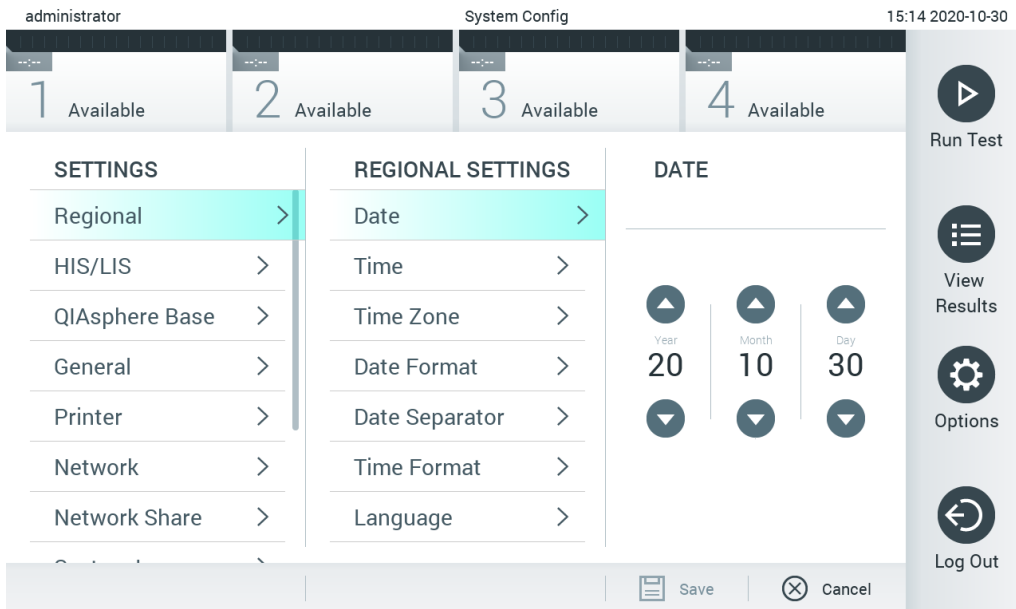 administrator
System Config
15:14 2020-10-30
--:--
1 Available
--:--
2 Available
--:--
3 Available
--:--
4 Available
SETTINGS
Regional
HIS/LIS
QIAsphere Base
General
Printer
Network
Network Share
REGIONAL SETTINGS
Date
Time
Time Zone
Date Format
Date Separator
Time Format
Language
DATE
Year
Month
Day
20
10
30
Save
Cancel
Run Test
View
Results
Options
Log Out